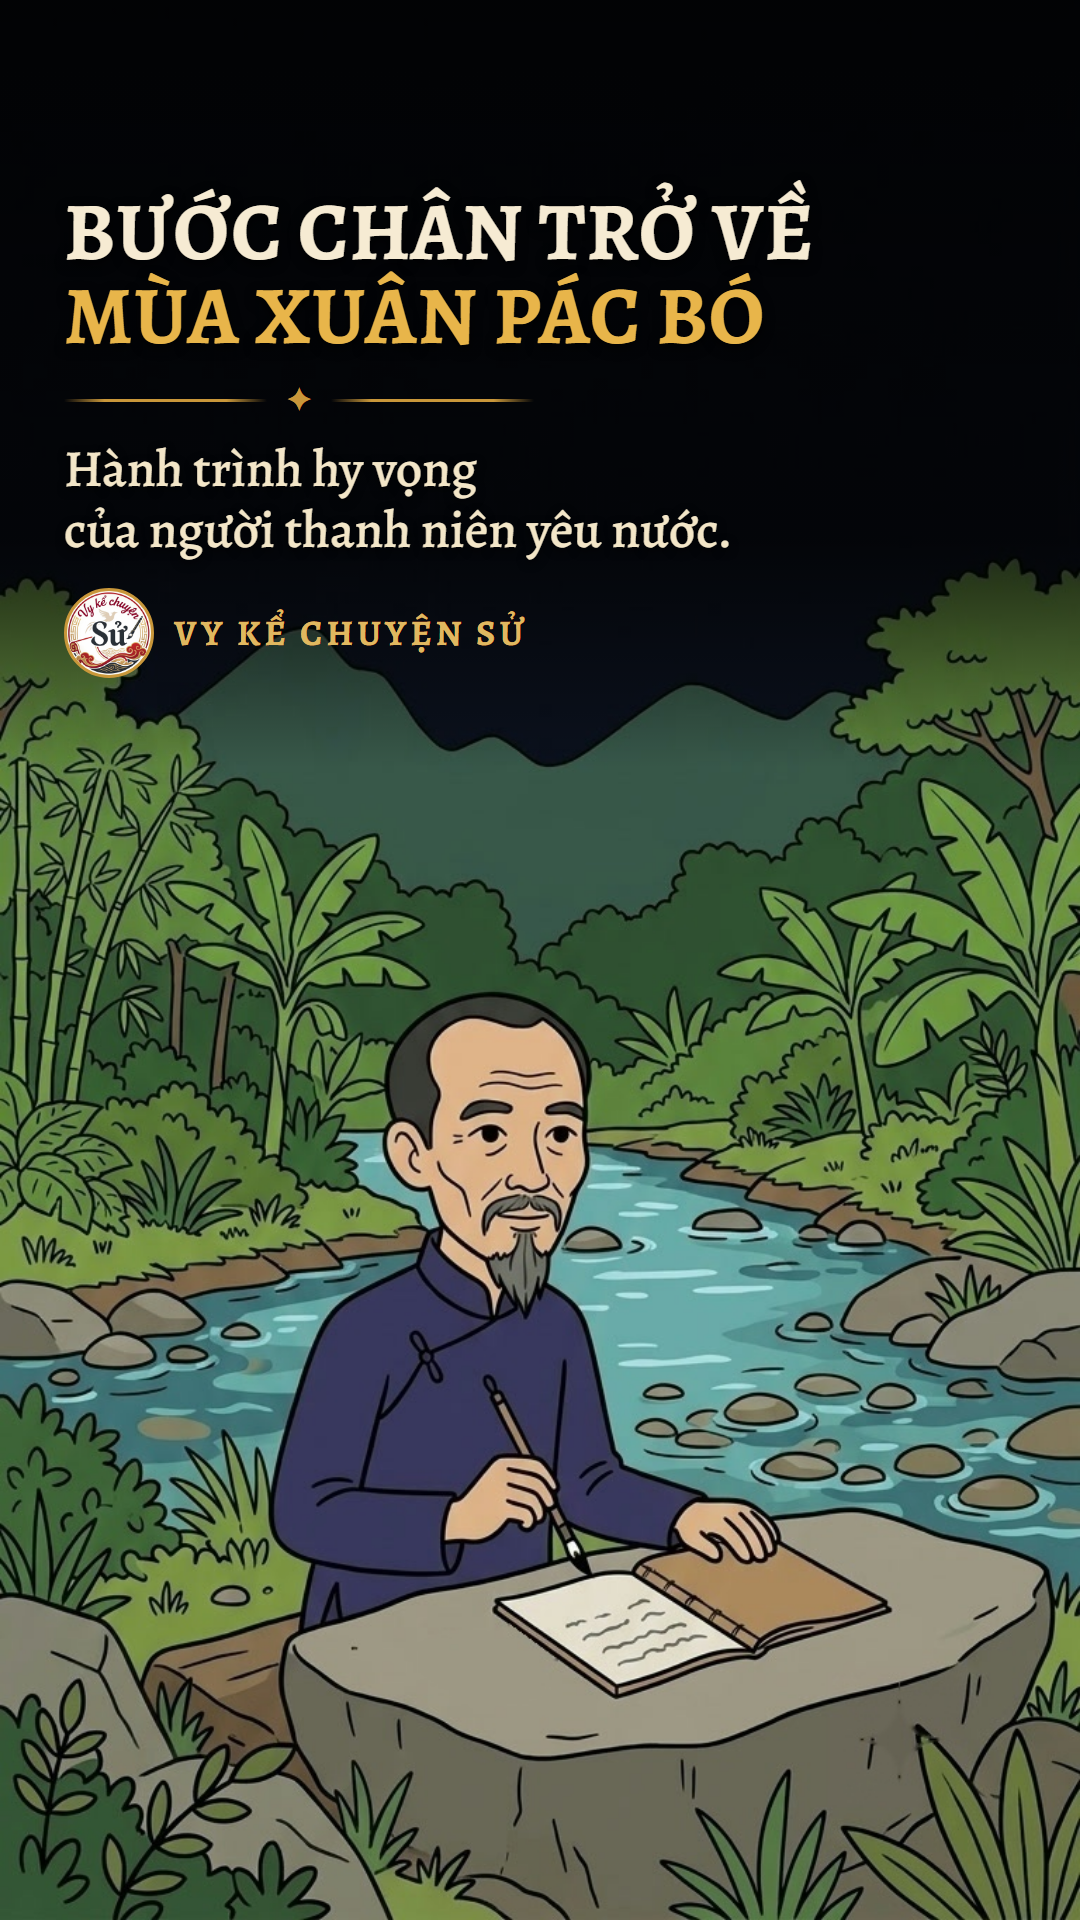 BƯỚC CHÂN TRỞ VỀ
MÙA XUÂN PÁC BÓ
Hành trình hy vọng
của người thanh niên yêu nước.
Vy kể chuyện
Sử
VY KỂ CHUYỆN SỬ